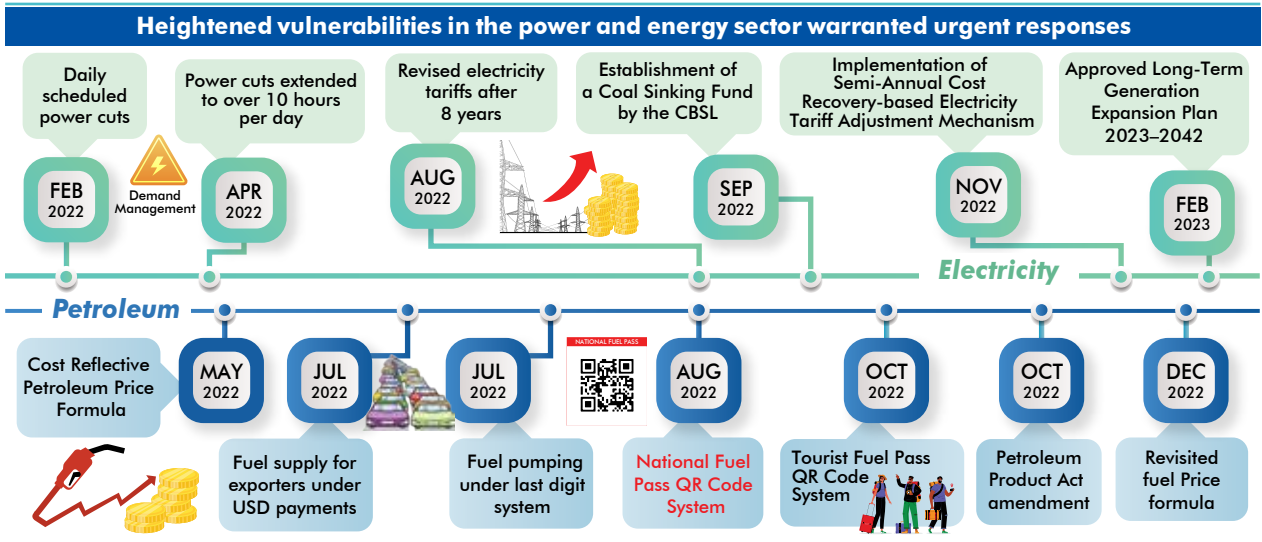 Heightened vulnerabilities in the power and energy sector warranted urgent responses
Daily
scheduled
power cuts
Power cuts extended
to over 10 hours
per day
Revised electricity
tariffs after
8 years
Establishment of
a Coal Sinking Fund
by the CBSL
Implementation of
Semi-Annual Cost
Recovery-based Electricity
Tariff Adjustment Mechanism
Approved Long-Term
Generation
Expansion Plan
2023–2042
FEB
2022
Demand
Management
APR
2022
AUG
2022
SEP
2022
NOV
2022
FEB
2023
Electricity
Petroleum
Cost Reflective
Petroleum Price
Formula
MAY
2022
JUL
2022
JUL
2022
NATIONAL FUEL PASS
AUG
2022
OCT
2022
OCT
2022
DEC
2022
Fuel supply for
exporters under
USD payments
Fuel pumping
under last digit
system
National Fuel
Pass QR Code
System
Tourist Fuel Pass
QR Code
System
Petroleum
Product Act
amendment
Revisited
fuel Price
formula